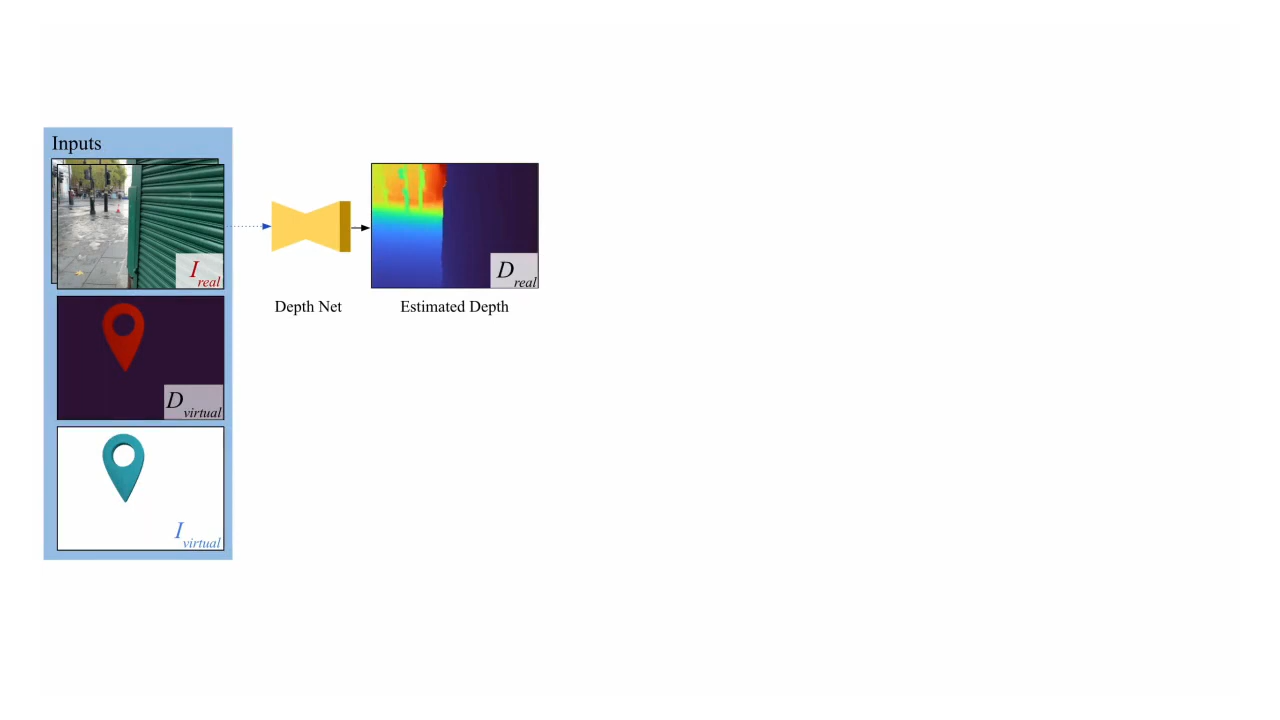 Inputs
I real
D virtual
I virtual
Depth Net
D real
Estimated Depth